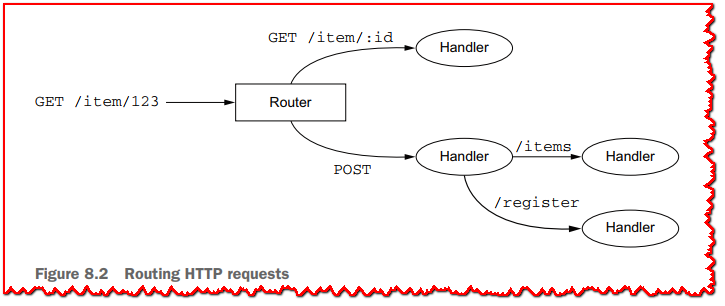 GET /item/:id
Handler
GET /item/123
Router
POST
Handler
/items
Handler
/register
Handler
Figure 8.2 Routing HTTP requests